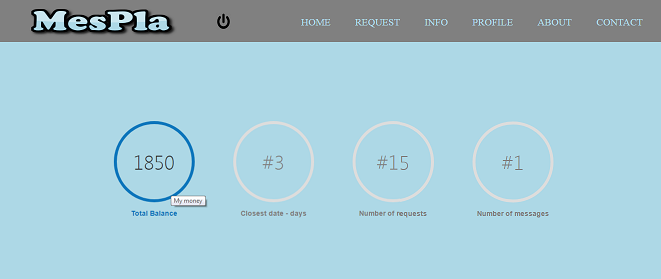 MesPla
HOME REQUEST INFO PROFILE ABOUT CONTACT
1850 #3 #15 #1
My money
Total Balance Closest date - days Number of requests Number of messages